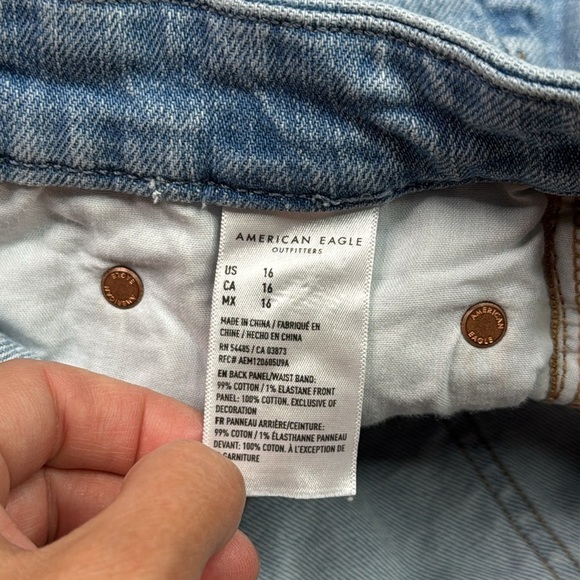 AMERICAN EAGLE
OUTFITTERS
US 16
CA 16
MX 16
MADE IN CHINA / FABRIQUÉ EN
CHINE / HECHO EN CHINA
RN 54485 / CA 03873
REF# AEM120605U9A
EN BACK PANEL/WAIST BAND:
99% COTTON / 1% ELASTANE FRONT
PANEL: 100% COTTON. EXCLUSIVE OF
DECORATION
FR PANNEAU ARRIÈRE/CEINTURE:
99% COTON / 1% ÉLASTHANNE PANNEAU
DEVANT: 100% COTON. À L'EXCEPTION DE
GARNITURE
AMERICAN
EAGLE